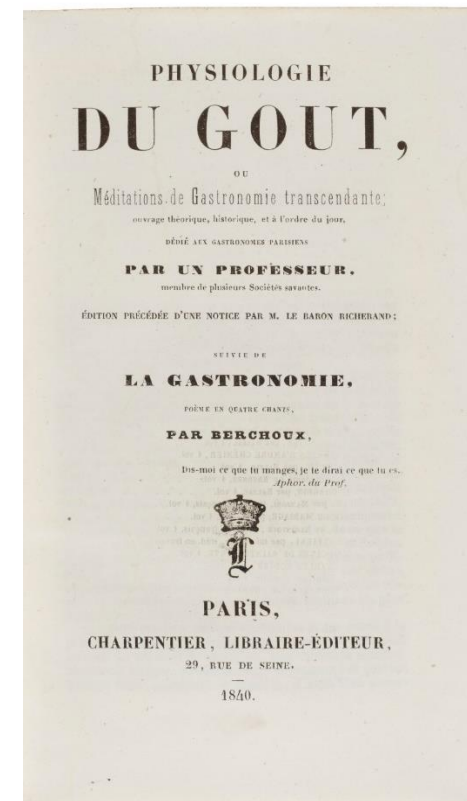 PHYSIOLOGIE
DU GOUT,
OU
Méditations de Gastronomie transcendante;
ouvrage théorique, historique, et à l'ordre du jour,
DÉDIÉ AUX GASTRONOMES PARISIENS
PAR UN PROFESSEUR,
membre de plusieurs Sociétés savantes.
ÉDITION PRÉCÉDÉE D'UNE NOTICE PAR M. LE BARON RICHERAND;
SUIVIE DE
LA GASTRONOMIE,
POÈME EN QUATRE CHANTS,
PAR BERCHOUX,
Dis-moi ce que tu manges, je te dirai ce que tu es.
Aphor. du Prof.
L
PARIS,
CHARPENTIER, LIBRAIRE-ÉDITEUR,
29, RUE DE SEINE.
1840.